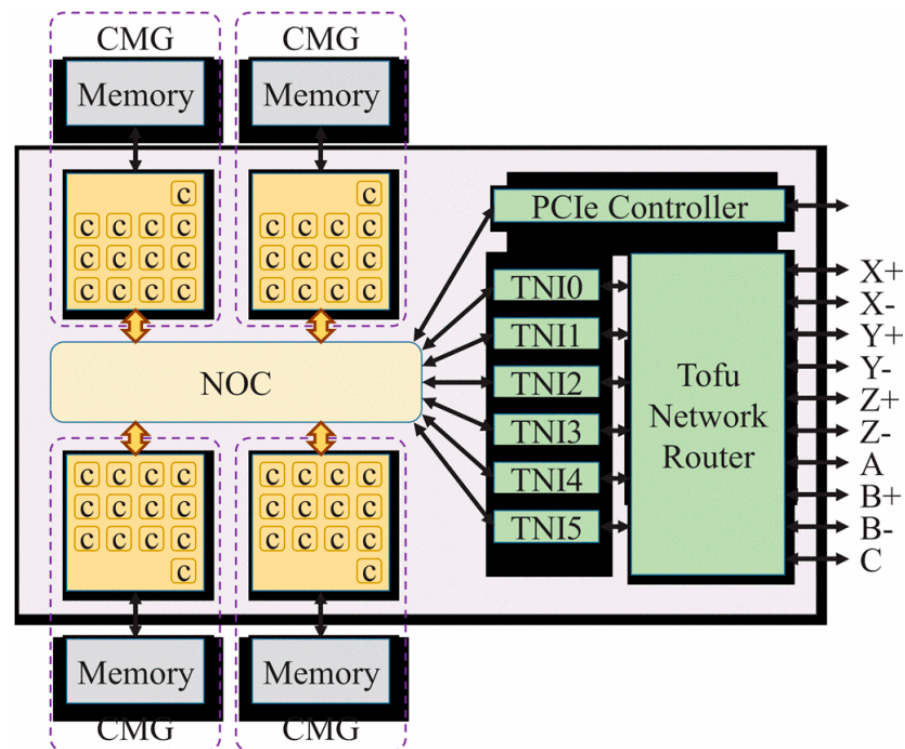 CMG
CMG
Memory
Memory
c
c
c c c c
c c c c
c c c c
c c c c
c c c c
c c c c
PCIe Controller
TNI0
TNI1
TNI2
TNI3
TNI4
TNI5
Tofu
Network
Router
X+
X-
Y+
Y-
Z+
Z-
A
B+
B-
C
NOC
c c c c
c c c c
c c c c
c c c c
c c c c
c c c c
c
c
Memory
Memory
CMG
CMG